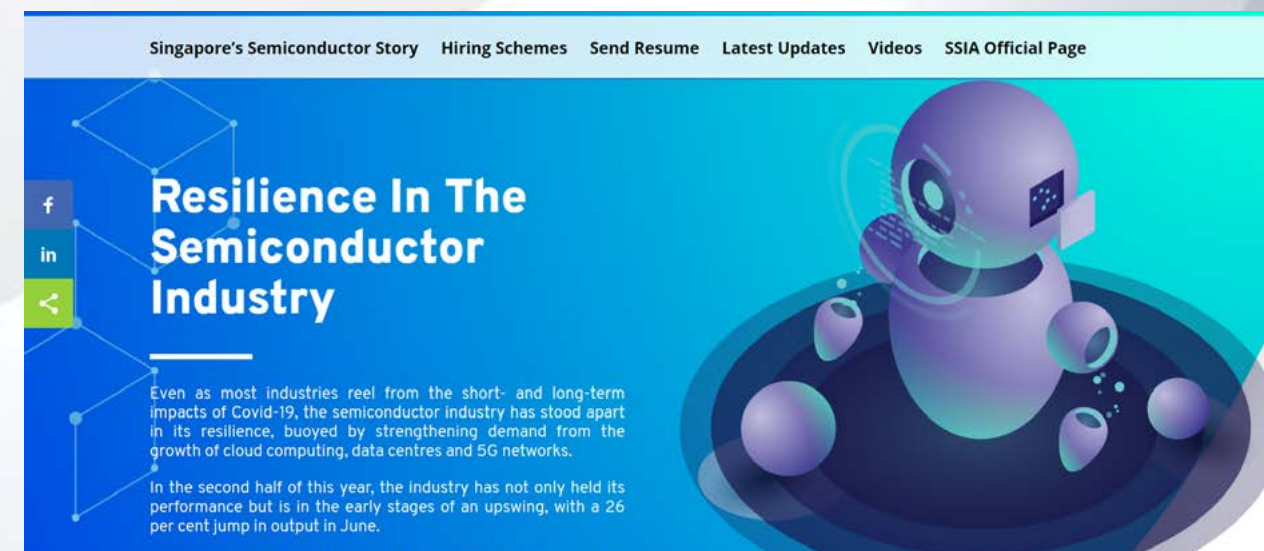 Singapore's Semiconductor Story Hiring Schemes Send Resume Latest Updates Videos SSIA Official Page
Resilience In The
Semiconductor
Industry
f
in
Even as most industries reel from the short- and long-term
impacts of Covid-19, the semiconductor industry has stood apart
in its resilience, buoyed by strengthening demand from the
growth of cloud computing, data centres and 5G networks.
In the second half of this year, the industry has not only held its
performance but is in the early stages of an upswing, with a 26
per cent jump in output in June.